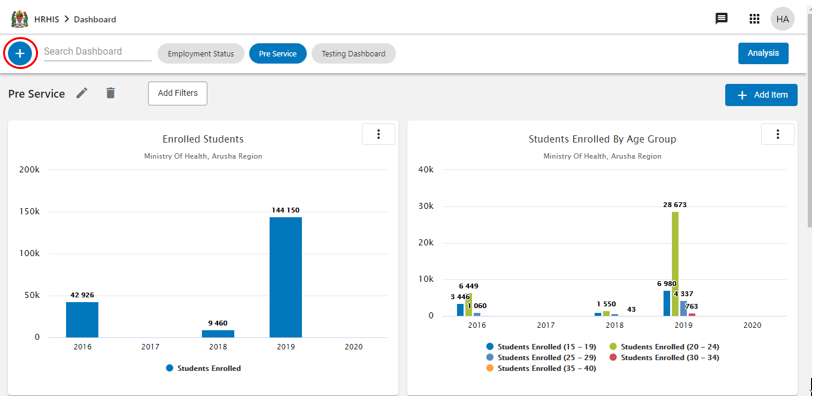 HRHIS > Dashboard
HA
+
Search Dashboard
Employment Status
Pre Service
Testing Dashboard
Analysis
Pre Service
Add Filters
+ Add Item
Enrolled Students
Ministry Of Health, Arusha Region
200k
150k
100k
50k
0
144 150
42 926
9 460
2016 2017 2018 2019 2020
Students Enrolled
Students Enrolled By Age Group
Ministry Of Health, Arusha Region
40k
30k
20k
10k
0
28 673
6 449
3 446
1 060
1 550
43
6 980
4 337
763
2016 2017 2018 2019 2020
Students Enrolled (15 – 19) Students Enrolled (20 – 24)
Students Enrolled (25 – 29) Students Enrolled (30 – 34)
Students Enrolled (35 – 40)